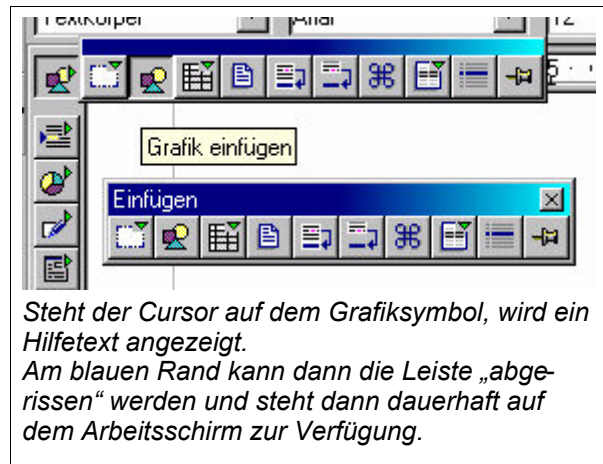 Textkörper Arial 12
Grafik einfügen
Einfügen
Steht der Cursor auf dem Grafiksymbol, wird ein
Hilfetext angezeigt.
Am blauen Rand kann dann die Leiste „abge-
rissen“ werden und steht dann dauerhaft auf
dem Arbeitsschirm zur Verfügung.